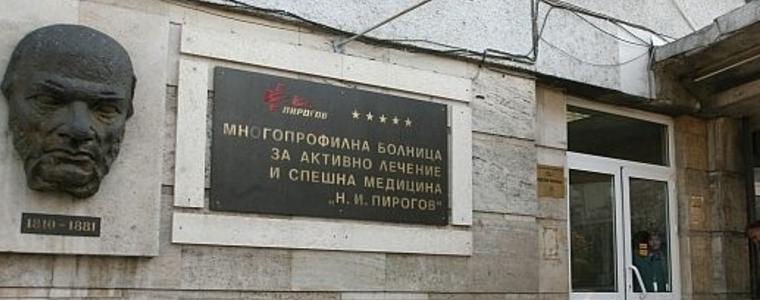 1810-1881
ПИРОГОВ
МНОГОПРОФИЛНА БОЛНИЦА
ЗА АКТИВНО ЛЕЧЕНИЕ
И СПЕШНА МЕДИЦИНА
„Н. И. ПИРОГОВ“